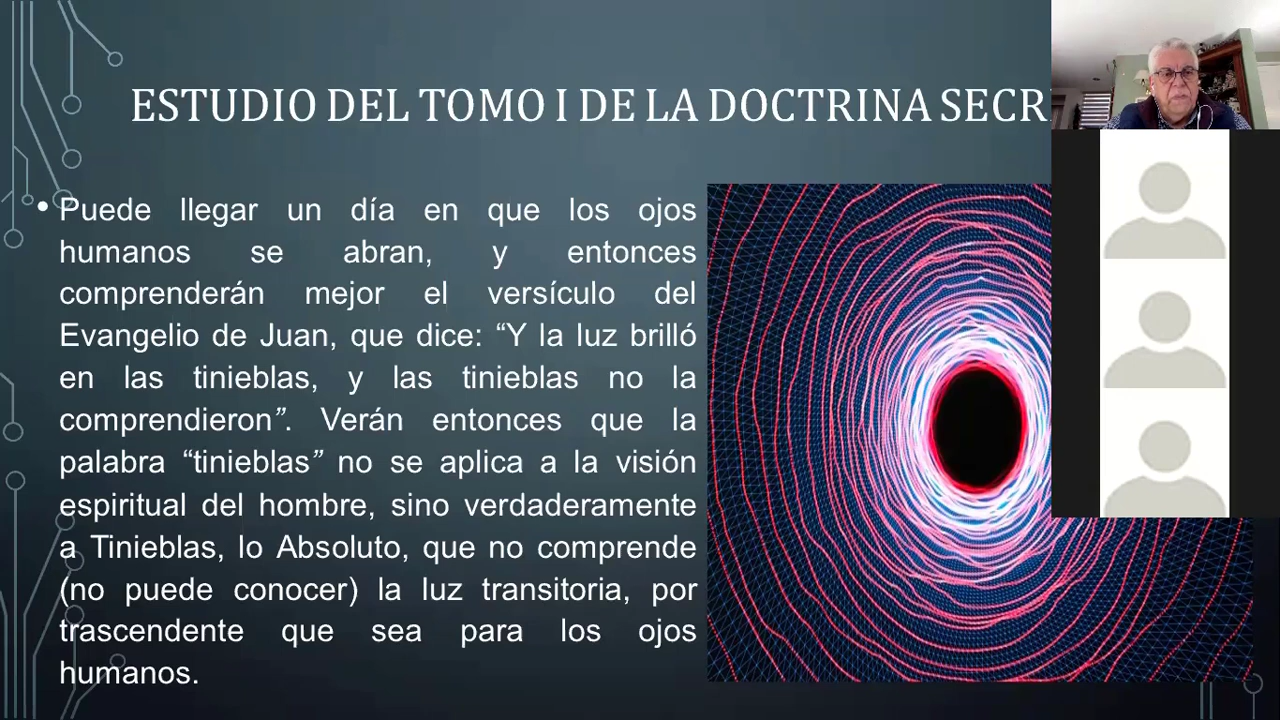 ESTUDIO DEL TOMO I DE LA DOCTRINA SECR
• Puede llegar un día en que los ojos
humanos se abran, y entonces
comprenderán mejor el versículo del
Evangelio de Juan, que dice: “Y la luz brilló
en las tinieblas, y las tinieblas no la
comprendieron”. Verán entonces que la
palabra “tinieblas” no se aplica a la visión
espiritual del hombre, sino verdaderamente
a Tinieblas, lo Absoluto, que no comprende
(no puede conocer) la luz transitoria, por
trascendente que sea para los ojos
humanos.